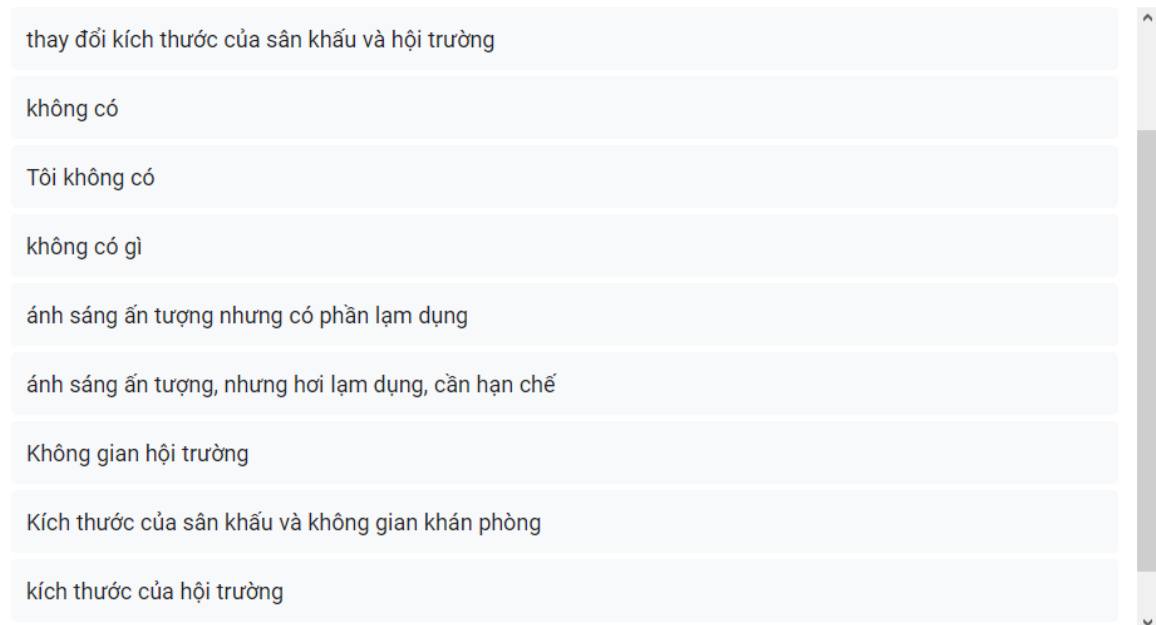 thay đổi kích thước của sân khấu và hội trường
không có
Tôi không có
không có gì
ánh sáng ấn tượng nhưng có phần lạm dụng
ánh sáng ấn tượng, nhưng hơi lạm dụng, cần hạn chế
Không gian hội trường
Kích thước của sân khấu và không gian khán phòng
kích thước của hội trường